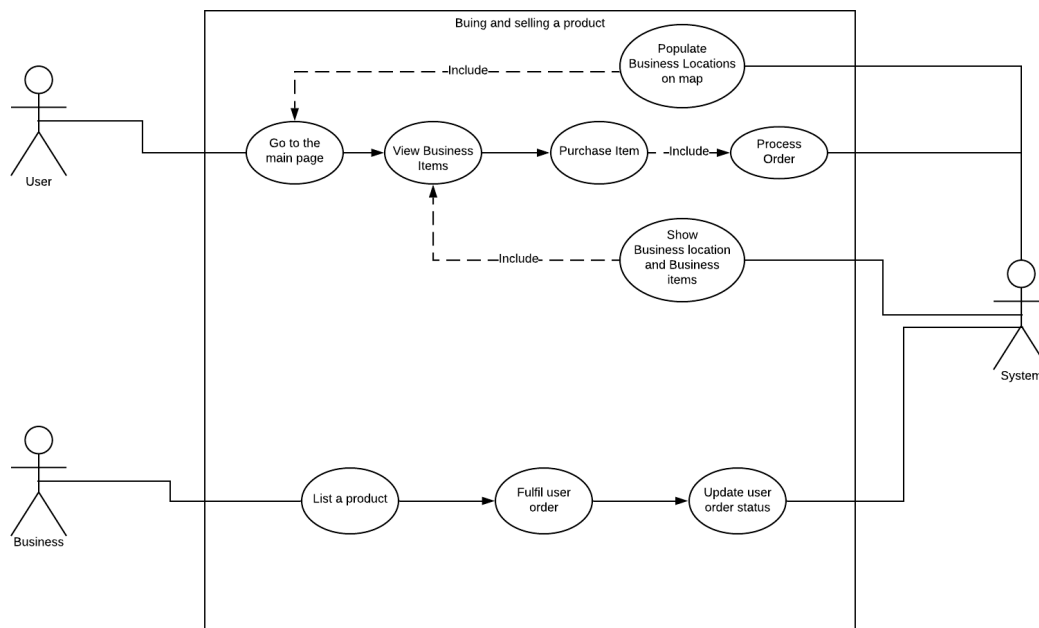 Buing and selling a product
Populate
Business Locations
on map
Include
User
Go to the
main page
View Business
Items
Purchase Item
Include
Process
Order
Show
Business location
and Business
items
Include
System
Business
List a product
Fulfil user
order
Update user
order status